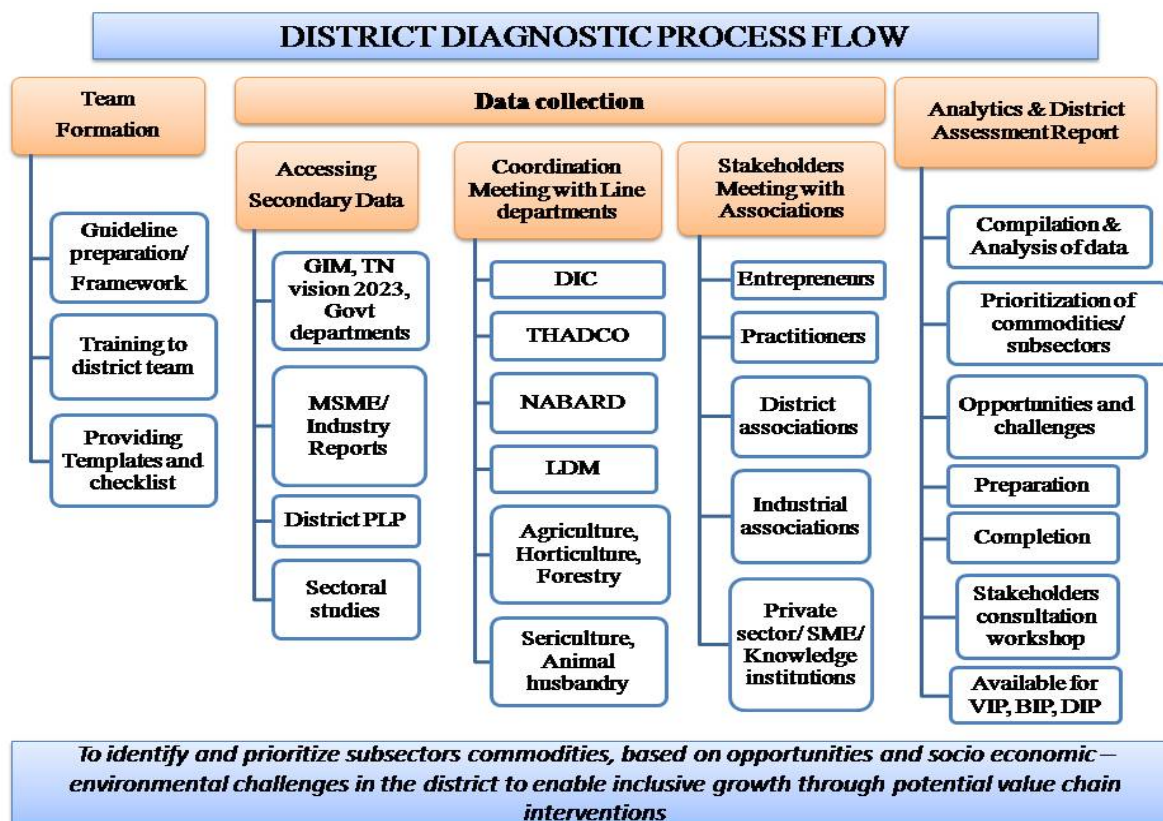 DISTRICT DIAGNOSTIC PROCESS FLOW
Team
Formation
Guideline
preparation/
Framework
Training to
district team
Providing
Templates and
checklist
Data collection
Accessing
Secondary Data
GIM, TN
vision 2023,
Govt
departments
MSME/
Industry
Reports
District PLP
Sectoral
studies
Coordination
Meeting with Line
departments
DIC
THADCO
NABARD
LDM
Agriculture,
Horticulture,
Forestry
Sericulture,
Animal
husbandry
Stakeholders
Meeting with
Associations
Entrepreneurs
Practitioners
District
associations
Industrial
associations
Private
sector/ SME/
Knowledge
institutions
Analytics & District
Assessment Report
Compilation &
Analysis of data
Prioritization of
commodities/
subsectors
Opportunities and
challenges
Preparation
Completion
Stakeholders
consultation
workshop
Available for
VIP, BIP, DIP
To identify and prioritize subsectors commodities, based on opportunities and socio economic –
environmental challenges in the district to enable inclusive growth through potential value chain
interventions